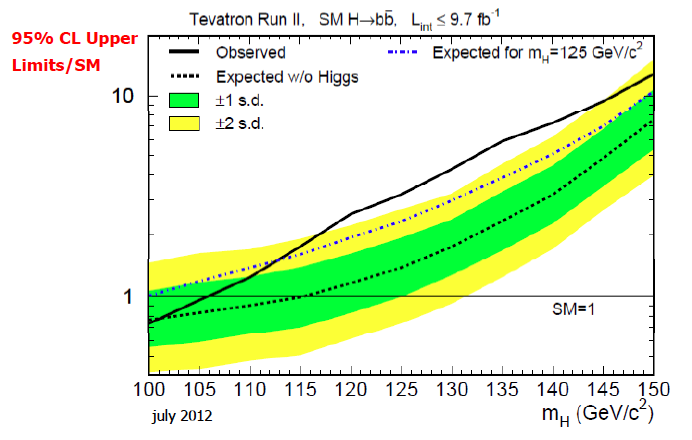 Tevatron Run II, SM H→bb̄, L_int ≤ 9.7 fb⁻¹
95% CL Upper
Limits/SM
Observed
Expected for m_H=125 GeV/c²
Expected w/o Higgs
±1 s.d.
±2 s.d.
10
1
SM=1
100 105 110 115 120 125 130 135 140 145 150
july 2012
m_H (GeV/c²)